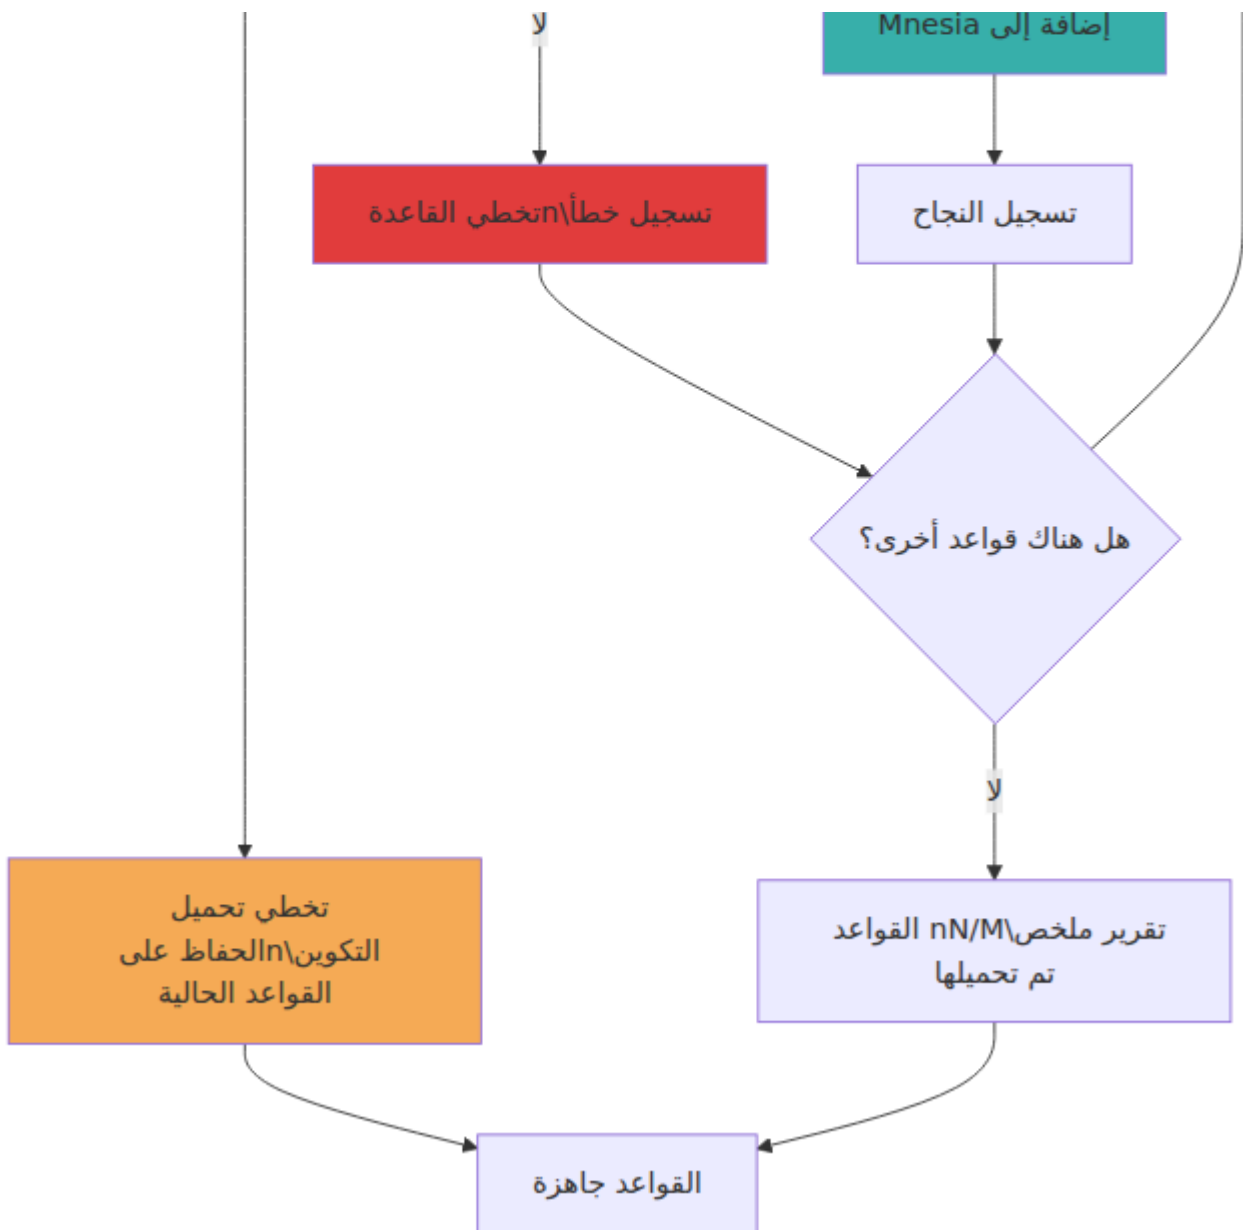 لا
إضافة إلى Mnesia
تسجيل خطأ\nتخطي القاعدة
تسجيل النجاح
هل هناك قواعد أخرى؟
لا
تخطي تحميل
التكوين\nالحفاظ على
القواعد الحالية
تقرير ملخص\nN/M القواعد
تم تحميلها
القواعد جاهزة